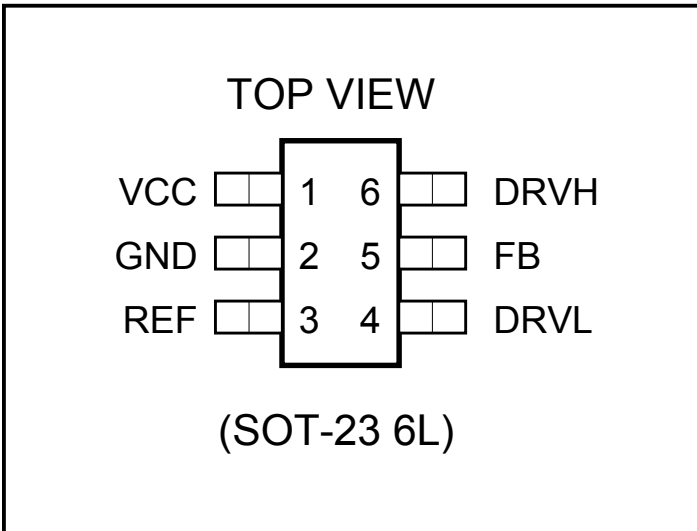 TOP VIEW
VCC 1 6 DRVH
GND 2 5 FB
REF 3 4 DRVL
(SOT-23 6L)